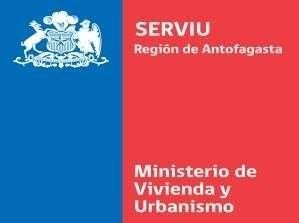 SERVIU
Región de Antofagasta
Ministerio de
Vivienda y
Urbanismo